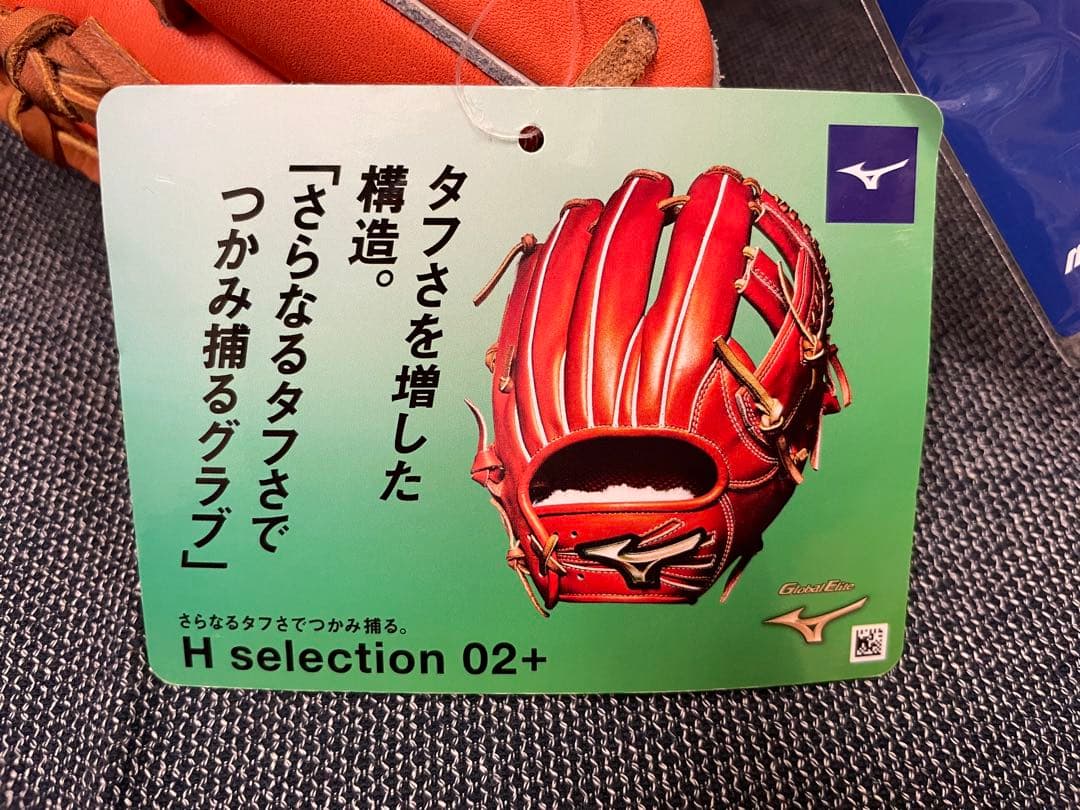 タフさを増した
構造。
「さらなるタフさで
つかみ捕るグラブ」
さらなるタフさでつかみ捕る。
H selection 02+
GlobalElite